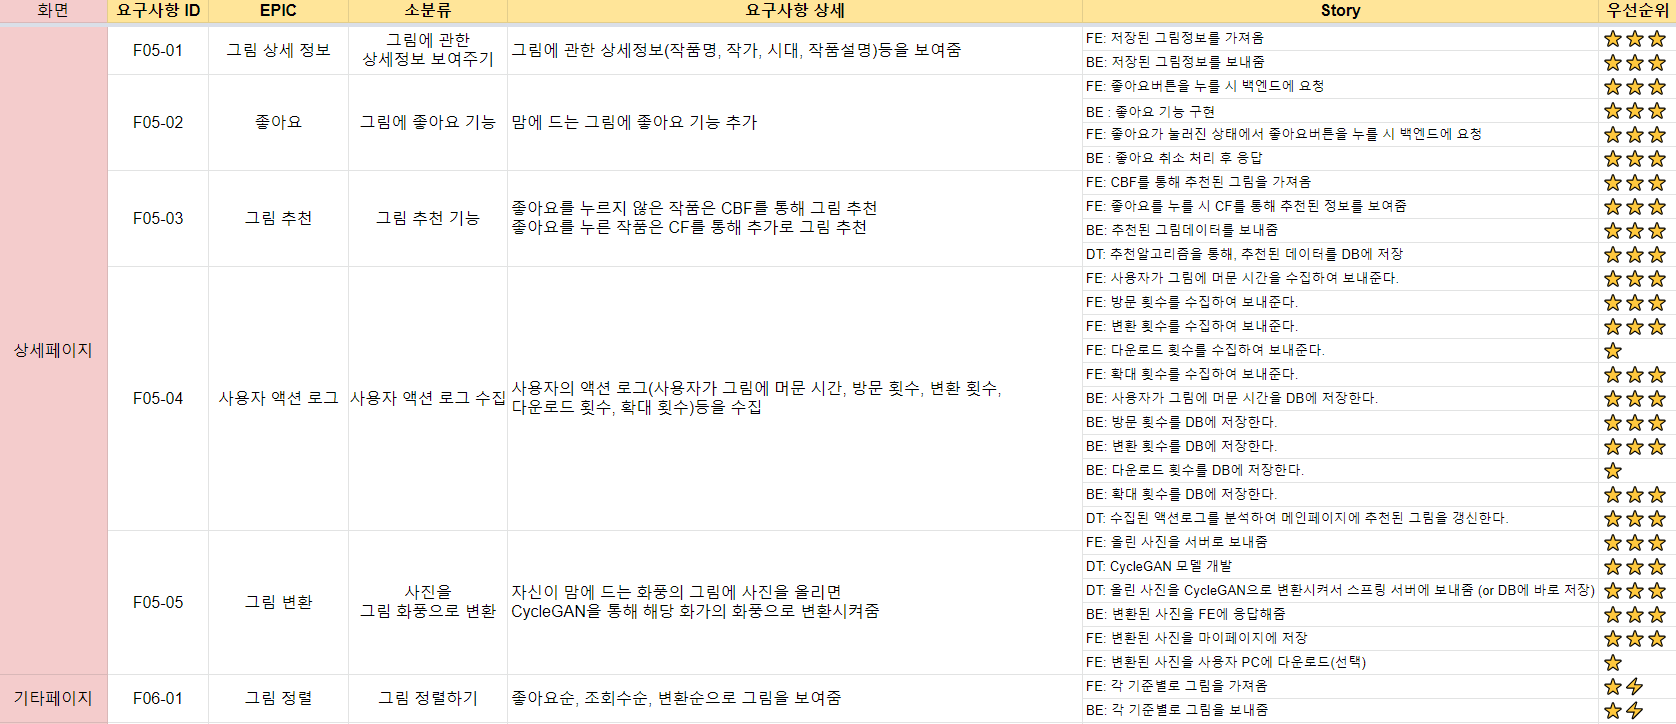 화면 요구사항 ID EPIC 소분류 요구사항 상세 Story 우선순위
상세페이지
F05-01 그림 상세 정보
그림에 관한
상세정보 보여주기
그림에 관한 상세정보(작품명, 작가, 시대, 작품설명)등을 보여줌
FE: 저장된 그림정보를 가져옴
BE: 저장된 그림정보를 보내줌
F05-02 좋아요 그림에 좋아요 기능 맘에 드는 그림에 좋아요 기능 추가
FE: 좋아요버튼을 누를 시 백엔드에 요청
BE : 좋아요 기능 구현
FE: 좋아요가 눌러진 상태에서 좋아요버튼을 누를 시 백엔드에 요청
BE : 좋아요 취소 처리 후 응답
F05-03 그림 추천 그림 추천 기능
좋아요를 누르지 않은 작품은 CBF를 통해 그림 추천
좋아요를 누른 작품은 CF를 통해 추가로 그림 추천
FE: CBF를 통해 추천된 그림을 가져옴
FE: 좋아요를 누를 시 CF를 통해 추천된 정보를 보여줌
BE: 추천된 그림데이터를 보내줌
DT: 추천알고리즘을 통해, 추천된 데이터를 DB에 저장
F05-04 사용자 액션 로그 사용자 액션 로그 수집
사용자의 액션 로그(사용자가 그림에 머문 시간, 방문 횟수, 변환 횟수,
다운로드 횟수, 확대 횟수)등을 수집
FE: 사용자가 그림에 머문 시간을 수집하여 보내준다.
FE: 방문 횟수를 수집하여 보내준다.
FE: 변환 횟수를 수집하여 보내준다.
FE: 다운로드 횟수를 수집하여 보내준다.
FE: 확대 횟수를 수집하여 보내준다.
BE: 사용자가 그림에 머문 시간을 DB에 저장한다.
BE: 방문 횟수를 DB에 저장한다.
BE: 변환 횟수를 DB에 저장한다.
BE: 다운로드 횟수를 DB에 저장한다.
BE: 확대 횟수를 DB에 저장한다.
DT: 수집된 액션로그를 분석하여 메인페이지에 추천된 그림을 갱신한다.
F05-05 그림 변환
사진을
그림 화풍으로 변환
자신이 맘에 드는 화풍의 그림에 사진을 올리면
CycleGAN을 통해 해당 화가의 화풍으로 변환시켜줌
FE: 올린 사진을 서버로 보내줌
DT: CycleGAN 모델 개발
DT: 올린 사진을 CycleGAN으로 변환시켜서 스프링 서버에 보내줌 (or DB에 바로 저장)
BE: 변환된 사진을 FE에 응답해줌
FE: 변환된 사진을 마이페이지에 저장
FE: 변환된 사진을 사용자 PC에 다운로드(선택)
기타페이지 F06-01 그림 정렬 그림 정렬하기 좋아요순, 조회수순, 변환순으로 그림을 보여줌
FE: 각 기준별로 그림을 가져옴
BE: 각 기준별로 그림을 보내줌